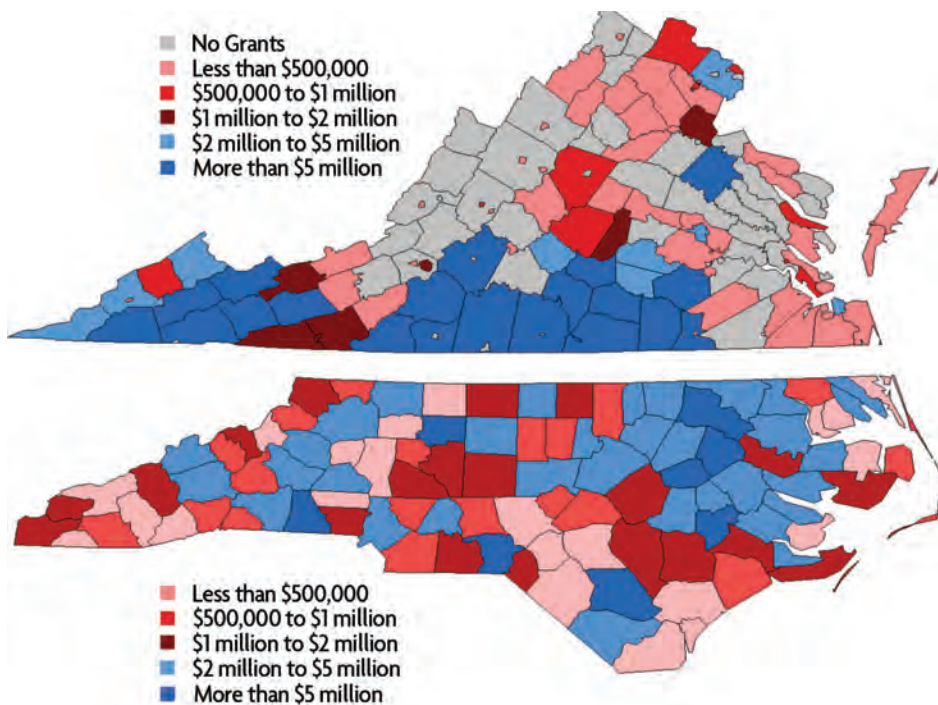 No Grants
Less than $500,000
$500,000 to $1 million
$1 million to $2 million
$2 million to $5 million
More than $5 million
Less than $500,000
$500,000 to $1 million
$1 million to $2 million
$2 million to $5 million
More than $5 million